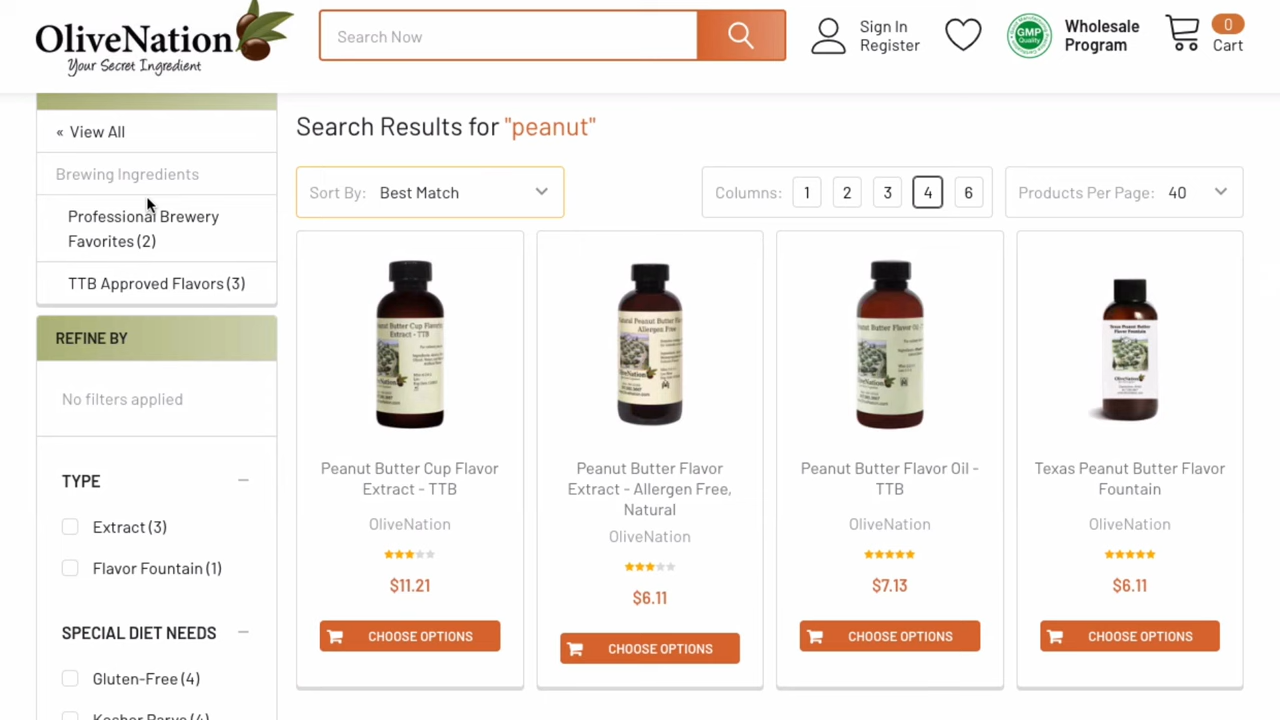 OliveNation
Your Secret Ingredient
Search Now
Sign In
Register
GMP
Quality
Wholesale
Program
0
Cart
« View All
Brewing Ingredients
Professional Brewery
Favorites (2)
TTB Approved Flavors (3)
REFINE BY
No filters applied
TYPE
Extract (3)
Flavor Fountain (1)
SPECIAL DIET NEEDS
Gluten-Free (4)
Kosher Parve (4)
Search Results for "peanut"
Sort By: Best Match
Columns: 1 2 3 4 6
Products Per Page: 40
Peanut Butter Cup Flavor
Extract - TTB
OliveNation
$11.21
CHOOSE OPTIONS
Peanut Butter Flavor
Extract - Allergen Free,
Natural
OliveNation
$6.11
CHOOSE OPTIONS
Peanut Butter Flavor Oil -
TTB
OliveNation
$7.13
CHOOSE OPTIONS
Texas Peanut Butter Flavor
Fountain
OliveNation
$6.11
CHOOSE OPTIONS